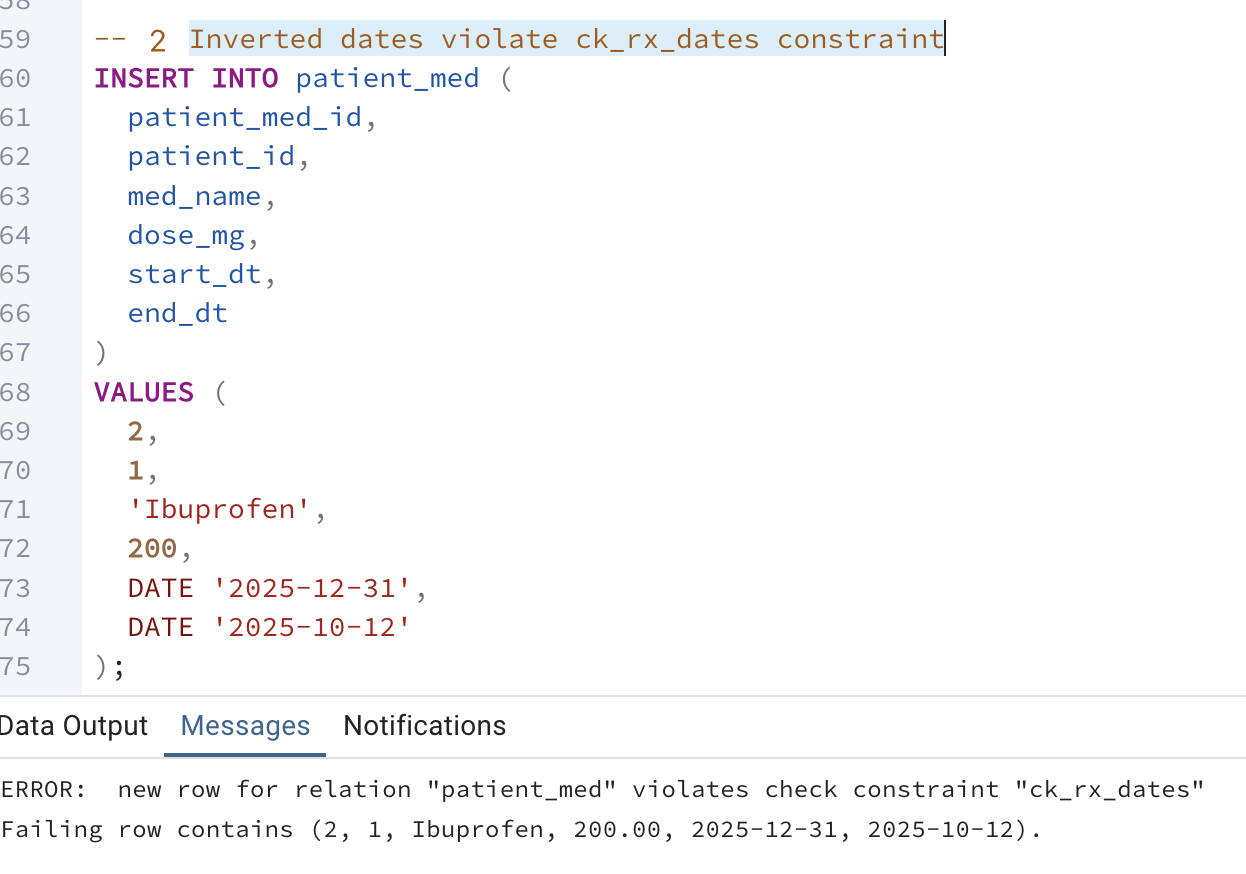 58
59 -- 2 Inverted dates violate ck_rx_dates constraint
60 INSERT INTO patient_med (
61 patient_med_id,
62 patient_id,
63 med_name,
64 dose_mg,
65 start_dt,
66 end_dt
67 )
68 VALUES (
69 2,
70 1,
71 'Ibuprofen',
72 200,
73 DATE '2025-12-31',
74 DATE '2025-10-12'
75 );
Data Output Messages Notifications
ERROR:  new row for relation "patient_med" violates check constraint "ck_rx_dates"
Failing row contains (2, 1, Ibuprofen, 200.00, 2025-12-31, 2025-10-12).